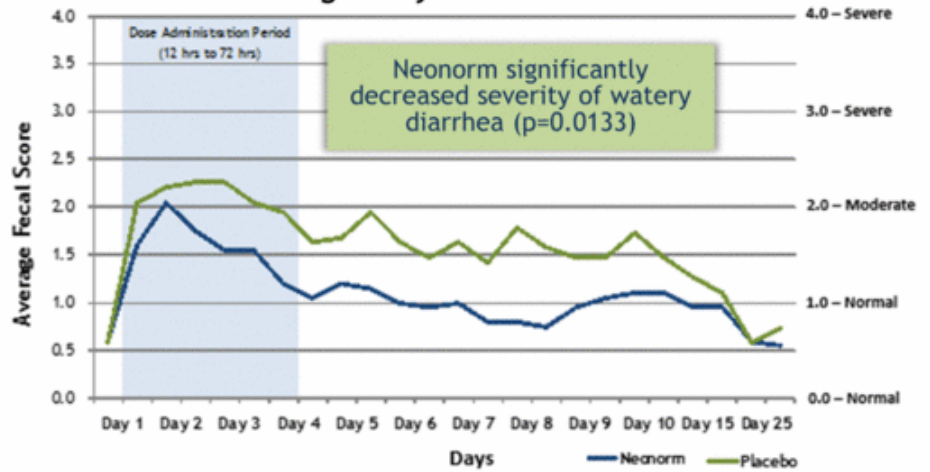 4.0
3.5
3.0
2.5
2.0
1.5
1.0
0.5
0.0
Average Fecal Score
Dose Administration Period
(12 hrs to 72 hrs)
Neonorm significantly
decreased severity of watery
diarrhea (p=0.0133)
4.0 – Severe
3.0 – Severe
2.0 – Moderate
1.0 – Normal
0.0 – Normal
Day 1 Day 2 Day 3 Day 4 Day 5 Day 6 Day 7 Day 8 Day 9 Day 10 Day 15 Day 25
Days
Neonorm Placebo